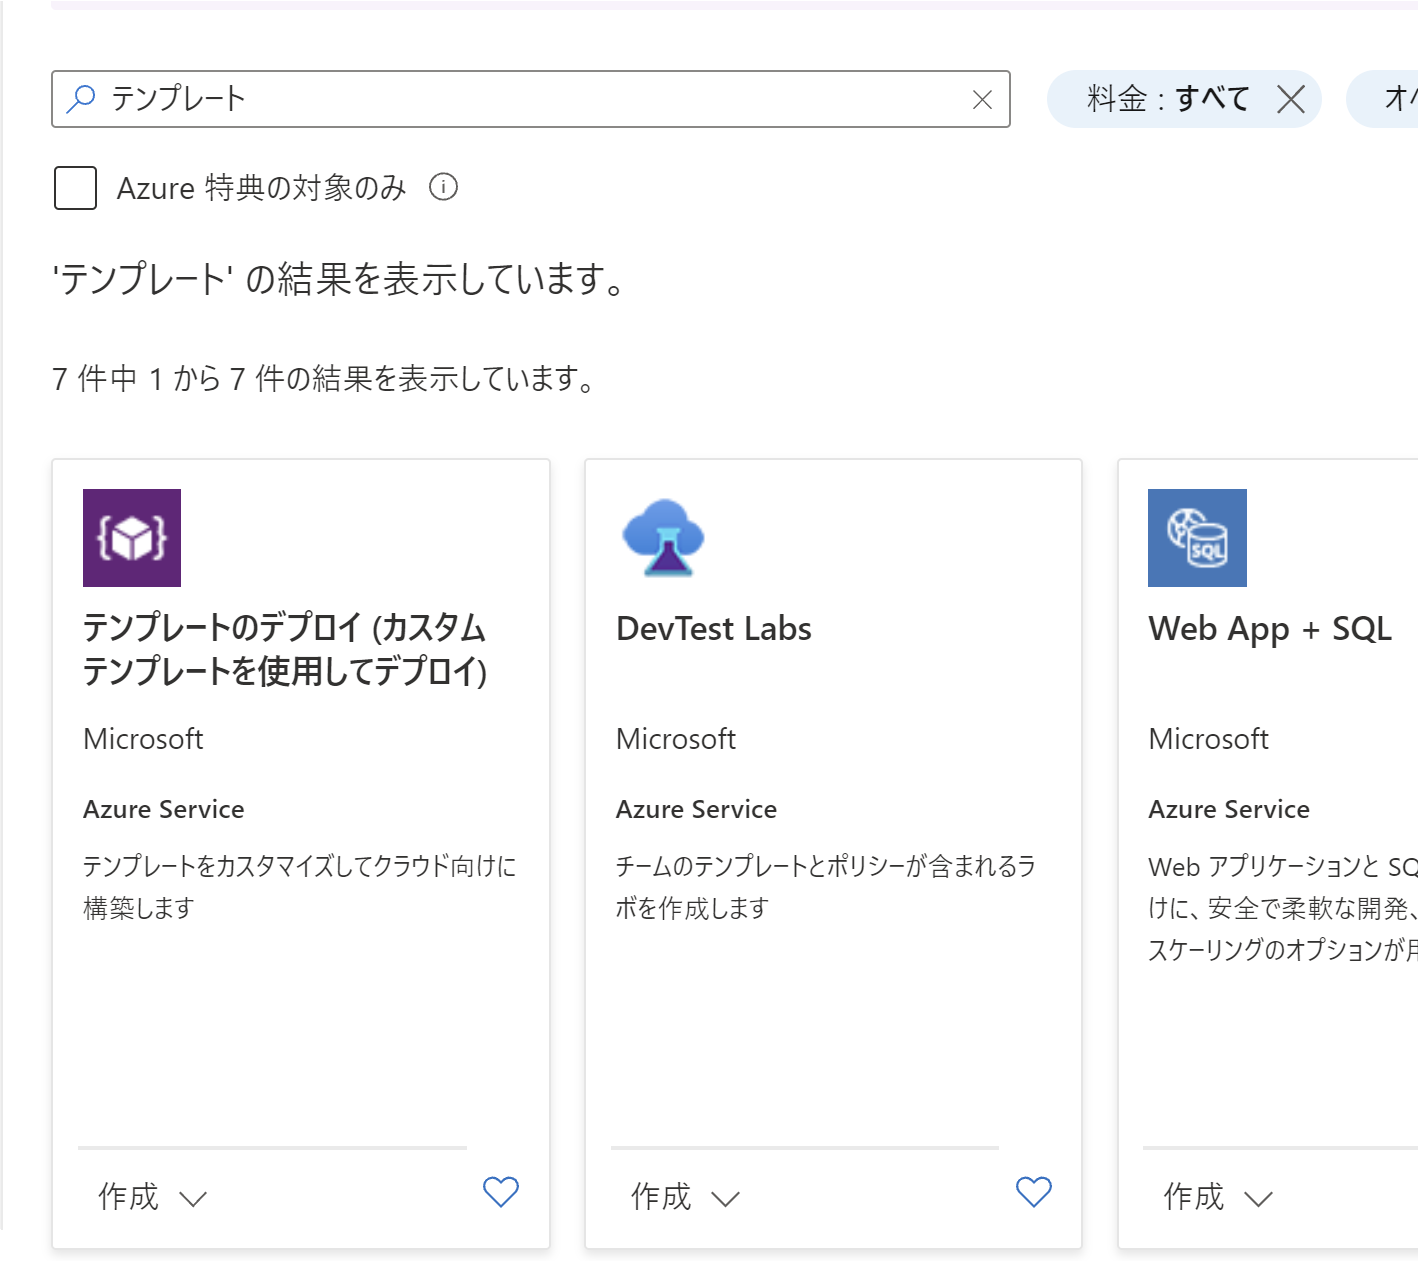 テンプレート
料金 : すべて
Azure 特典の対象のみ
'テンプレート' の結果を表示しています。
7 件中 1 から 7 件の結果を表示しています。
テンプレートのデプロイ (カスタム
テンプレートを使用してデプロイ)
Microsoft
Azure Service
テンプレートをカスタマイズしてクラウド向けに
構築します
作成
DevTest Labs
Microsoft
Azure Service
チームのテンプレートとポリシーが含まれるラ
ボを作成します
作成
SQL
Web App + SQL
Microsoft
Azure Service
Web アプリケーションと SQ
けに、安全で柔軟な開発、
スケーリングのオプションが
作成